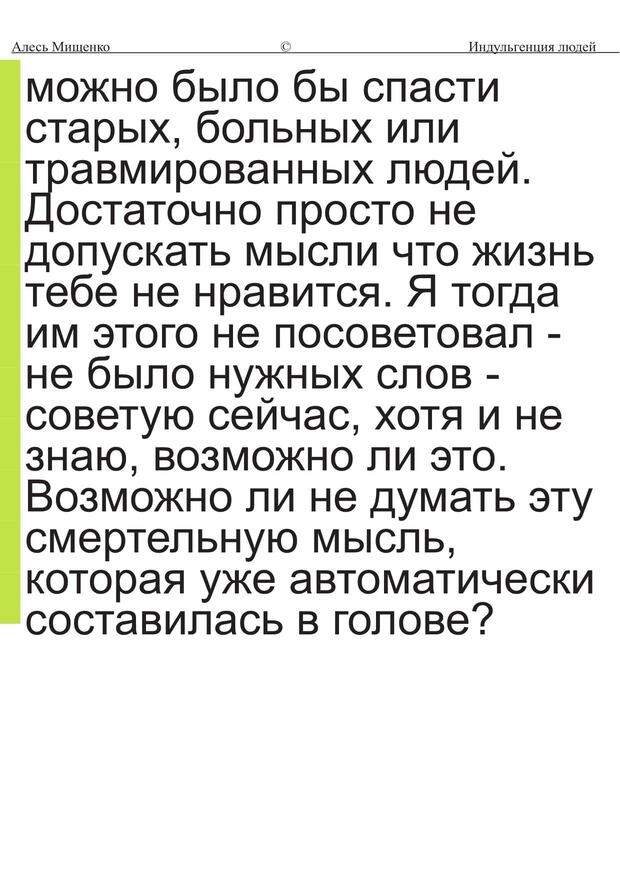 Алесь Мищенко © Индульгенция людей
можно было бы спасти
старых, больных или
травмированных людей.
Достаточно просто не
допускать мысли что жизнь
тебе не нравится. Я тогда
им этого не посоветовал -
не было нужных слов -
советую сейчас, хотя и не
знаю, возможно ли это.
Возможно ли не думать эту
смертельную мысль,
которая уже автоматически
составилась в голове?